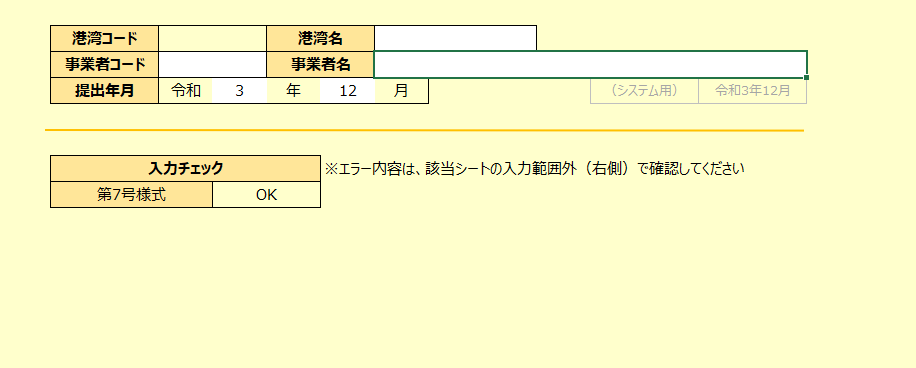 港湾コード 港湾名
事業者コード 事業者名
提出年月 令和 3 年 12 月 （システム用） 令和3年12月
入力チェック ※エラー内容は、該当シートの入力範囲外（右側）で確認してください
第7号様式 OK